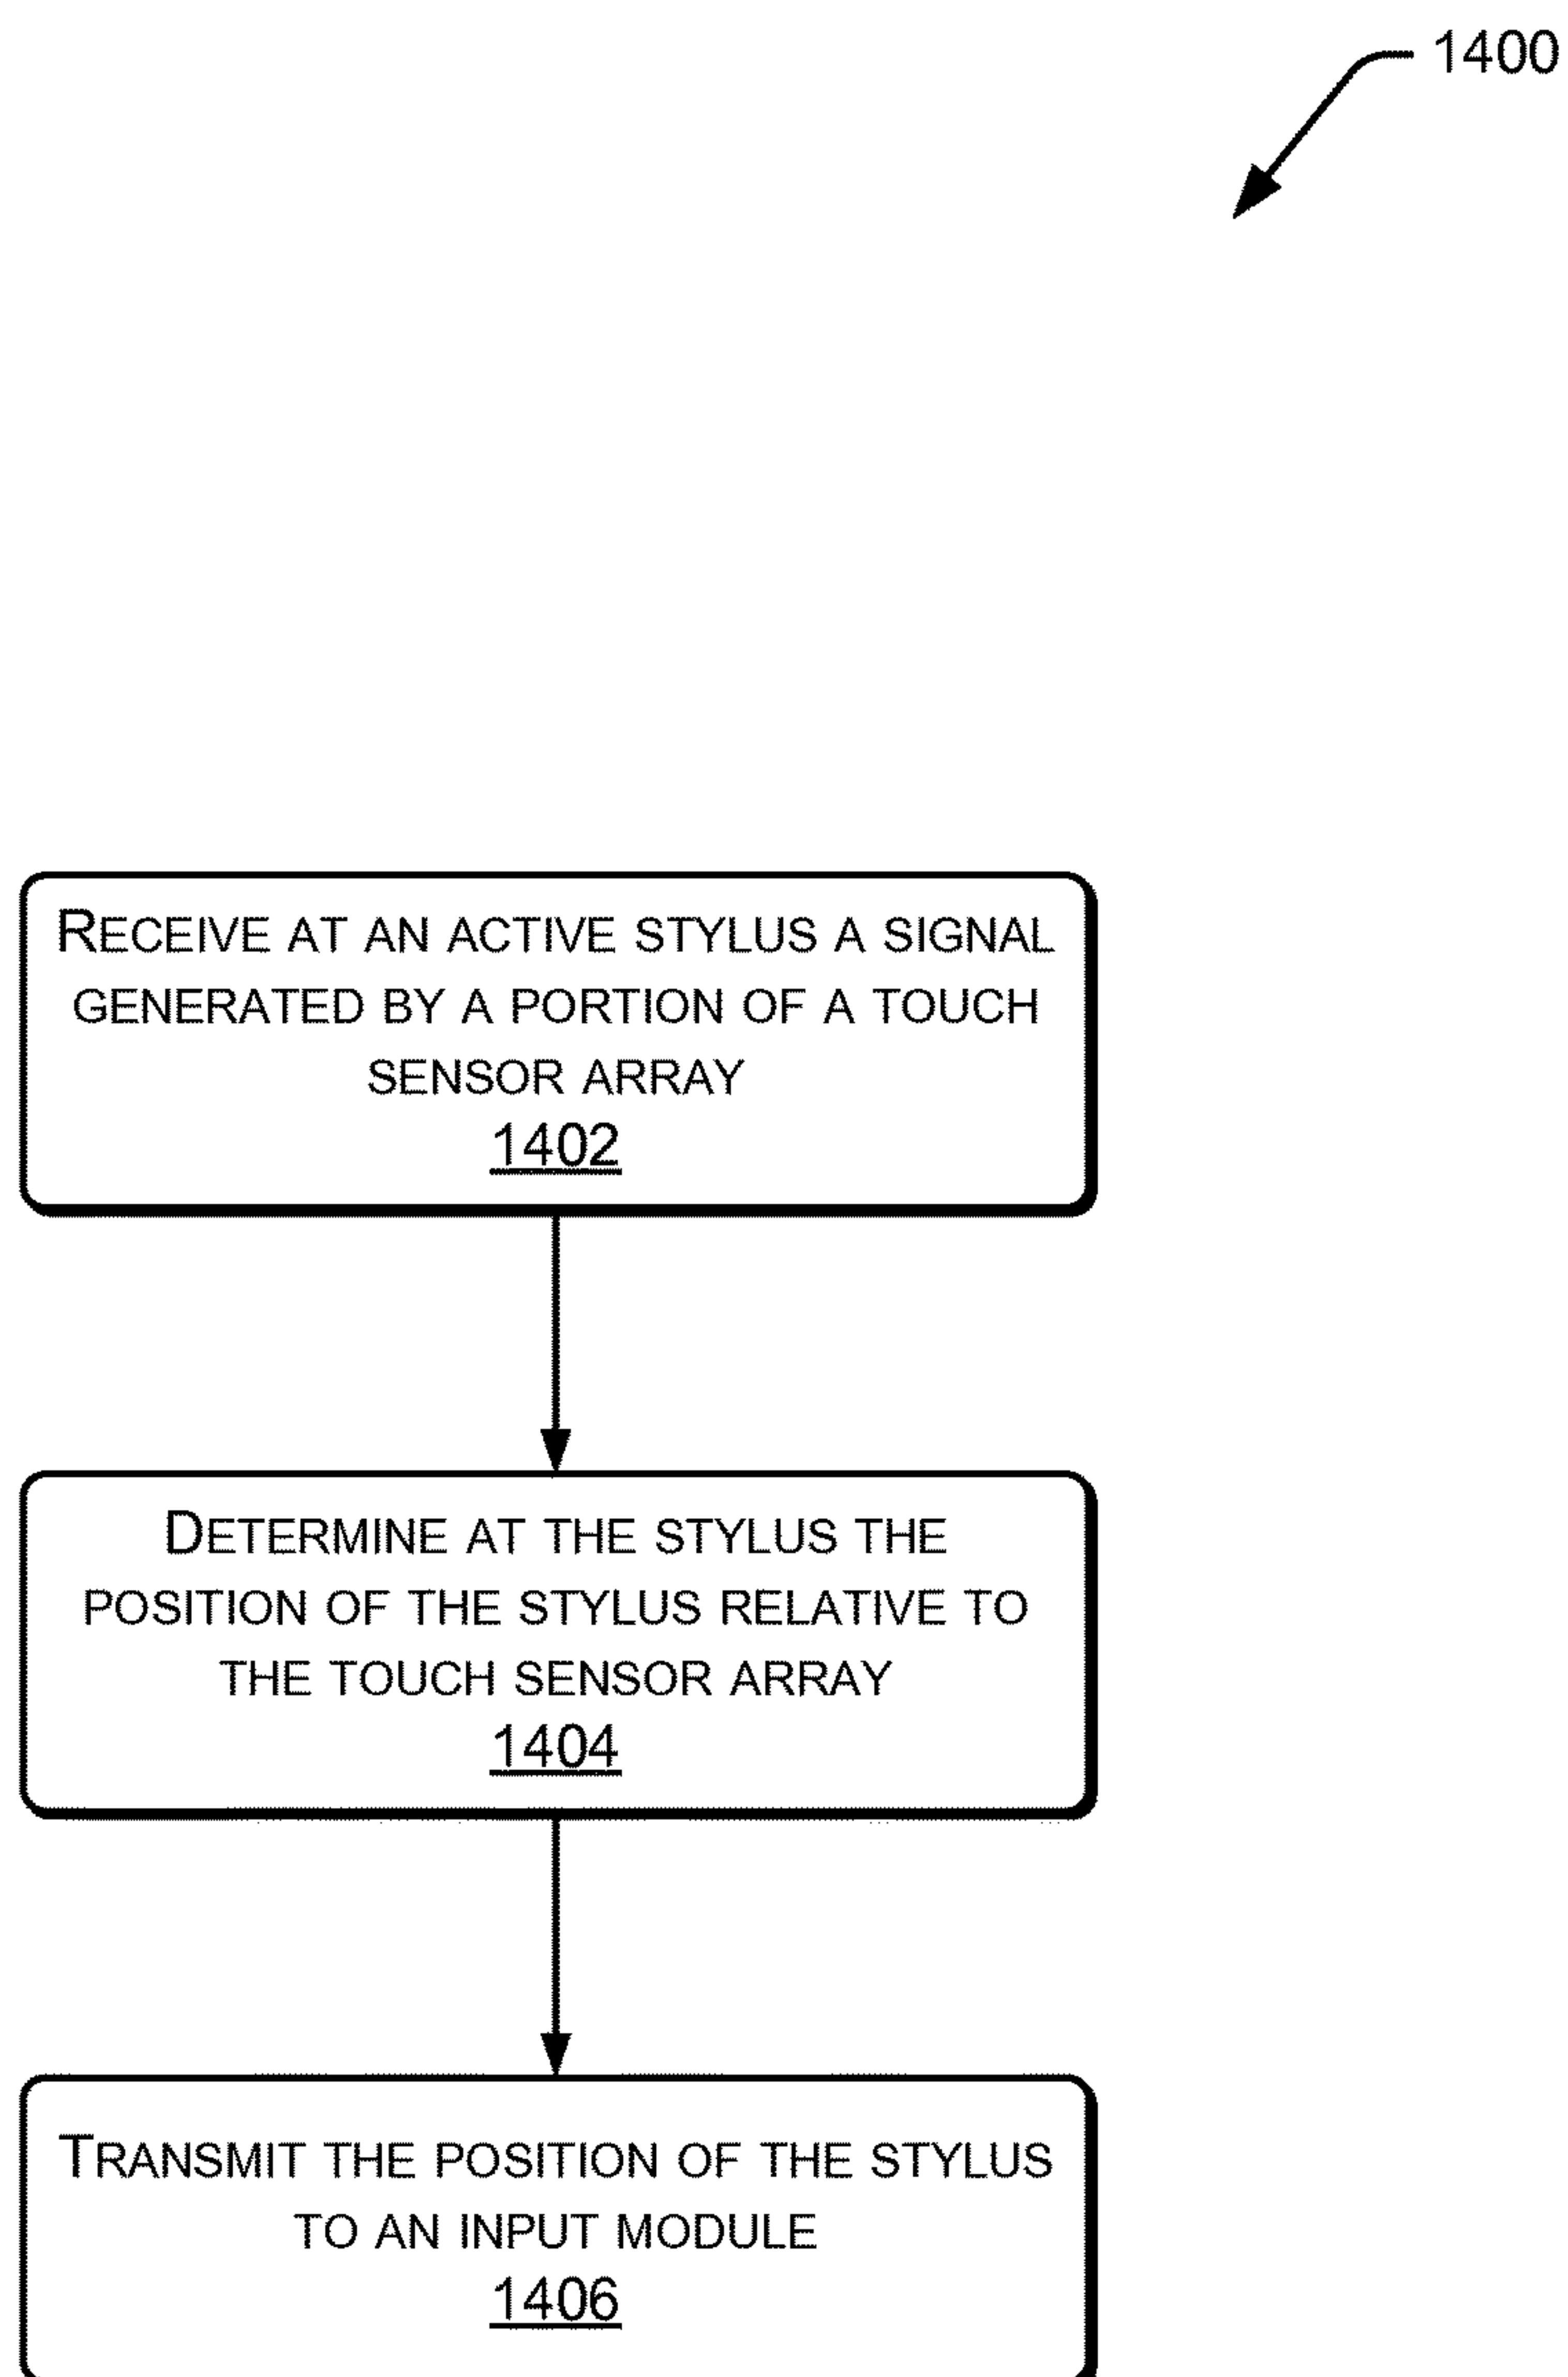 1400
RECEIVE AT AN ACTIVE STYLUS A SIGNAL
GENERATED BY A PORTION OF A TOUCH
SENSOR ARRAY
1402
DETERMINE AT THE STYLUS THE
POSITION OF THE STYLUS RELATIVE TO
THE TOUCH SENSOR ARRAY
1404
TRANSMIT THE POSITION OF THE STYLUS
TO AN INPUT MODULE
1406